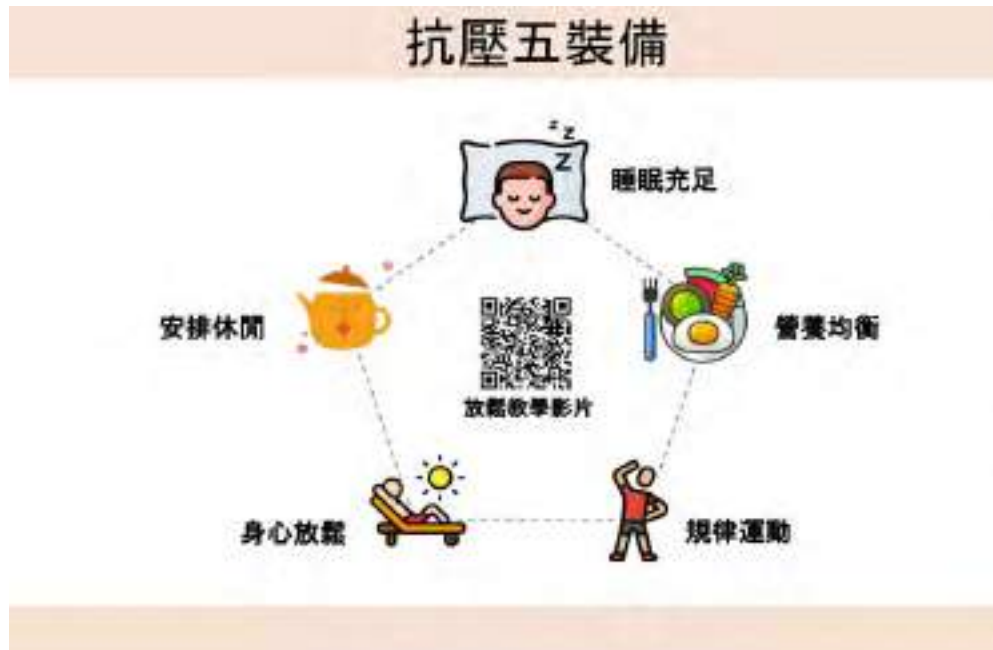 抗壓五裝備
z z
Z
睡眠充足
安排休閒
營養均衡
放鬆教學影片
身心放鬆
規律運動